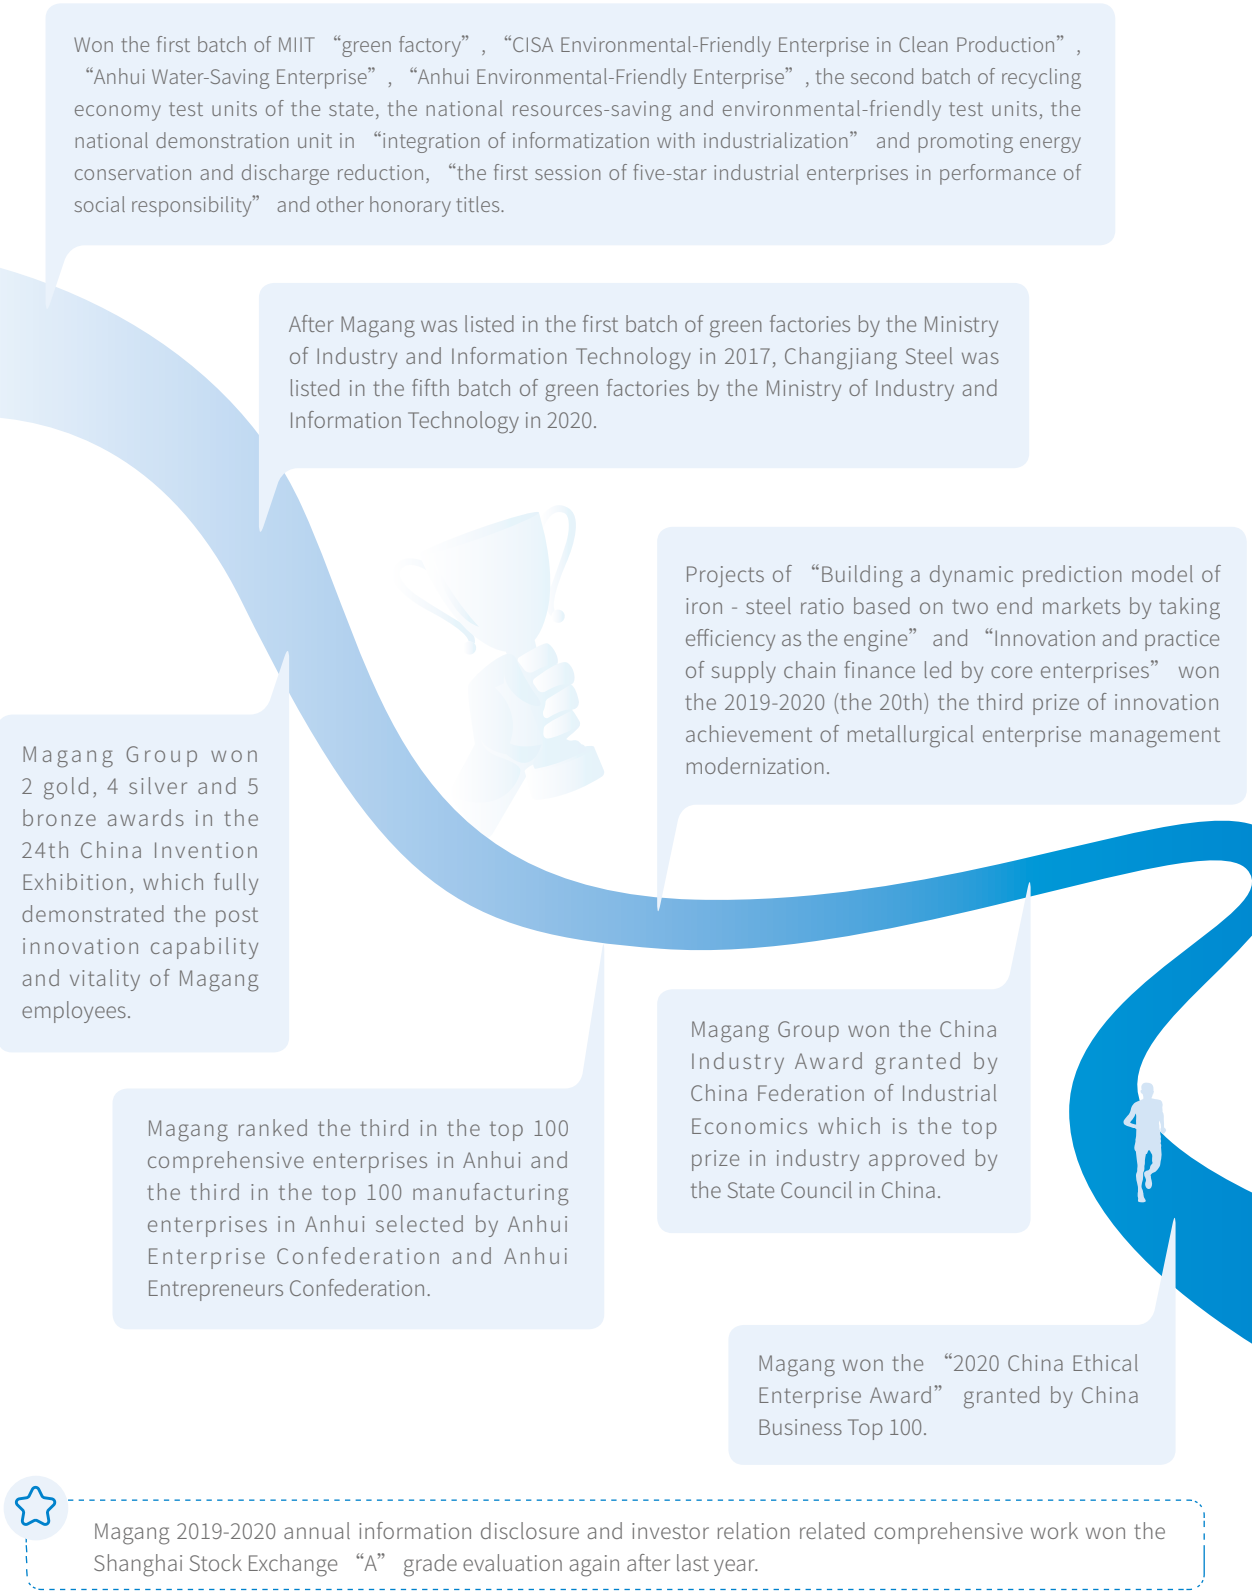 Won the first batch of MIIT “green factory”, “CISA Environmental-Friendly Enterprise in Clean Production”,
“Anhui Water-Saving Enterprise”, “Anhui Environmental-Friendly Enterprise”, the second batch of recycling
economy test units of the state, the national resources-saving and environmental-friendly test units, the
national demonstration unit in “integration of informatization with industrialization” and promoting energy
conservation and discharge reduction, “the first session of five-star industrial enterprises in performance of
social responsibility” and other honorary titles.
After Magang was listed in the first batch of green factories by the Ministry
of Industry and Information Technology in 2017, Changjiang Steel was
listed in the fifth batch of green factories by the Ministry of Industry and
Information Technology in 2020.
Projects of “Building a dynamic prediction model of
iron - steel ratio based on two end markets by taking
efficiency as the engine” and “Innovation and practice
of supply chain finance led by core enterprises” won
the 2019-2020 (the 20th) the third prize of innovation
achievement of metallurgical enterprise management
modernization.
Magang Group won
2 gold, 4 silver and 5
bronze awards in the
24th China Invention
Exhibition, which fully
demonstrated the post
innovation capability
and vitality of Magang
employees.
Magang Group won the China
Industry Award granted by
China Federation of Industrial
Economics which is the top
prize in industry approved by
the State Council in China.
Magang ranked the third in the top 100
comprehensive enterprises in Anhui and
the third in the top 100 manufacturing
enterprises in Anhui selected by Anhui
Enterprise Confederation and Anhui
Entrepreneurs Confederation.
Magang won the “2020 China Ethical
Enterprise Award” granted by China
Business Top 100.
Magang 2019-2020 annual information disclosure and investor relation related comprehensive work won the
Shanghai Stock Exchange “A” grade evaluation again after last year.